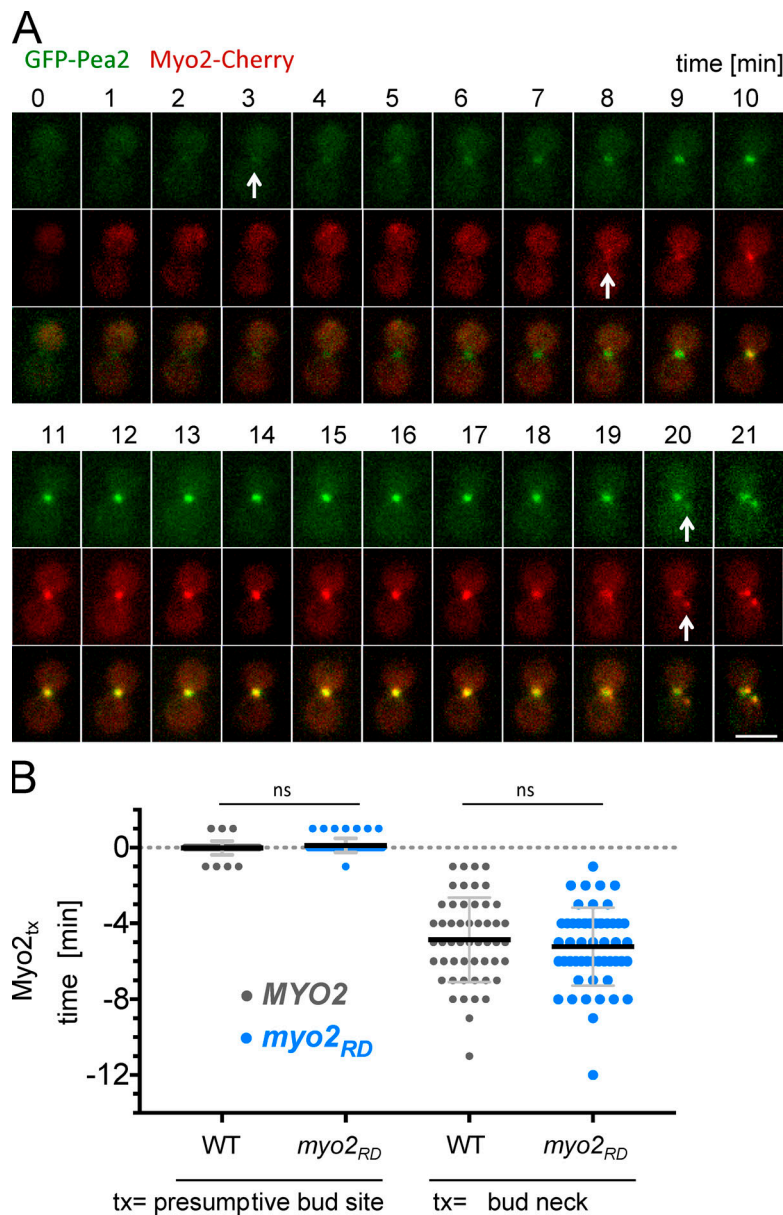 A
GFP-Pea2 Myo2-Cherry time [min]
0 1 2 3 4 5 6 7 8 9 10
11 12 13 14 15 16 17 18 19 20 21
B
ns ns
0
-4
-8
-12
Myo2tx
time [min]
MYO2
myo2RD
WT myo2RD WT myo2RD
tx= presumptive bud site tx= bud neck